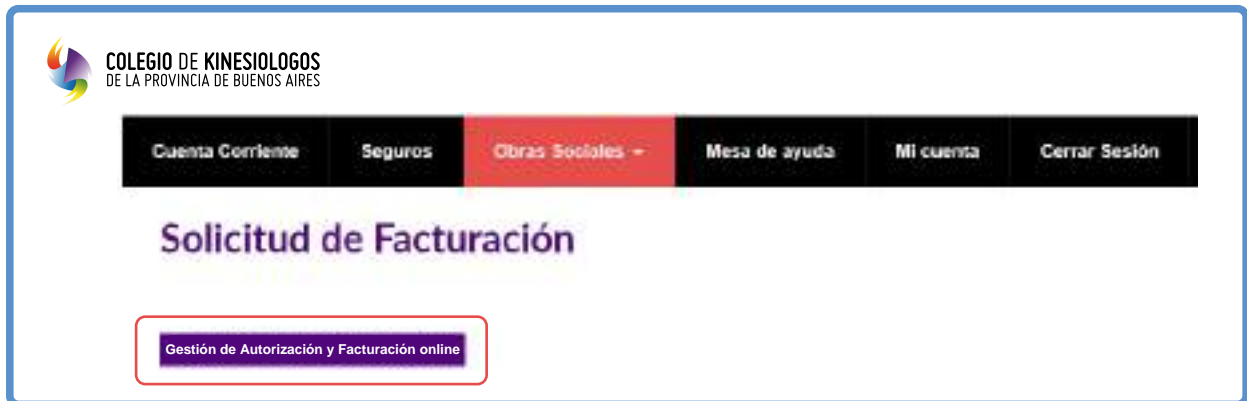 COLEGIO DE KINESIOLOGOS
DE LA PROVINCIA DE BUENOS AIRES
Cuenta Corriente Seguros Obras Sociales Mesa de ayuda Mi cuenta Cerrar Sesión
Solicitud de Facturación
Gestión de Autorización y Facturación online